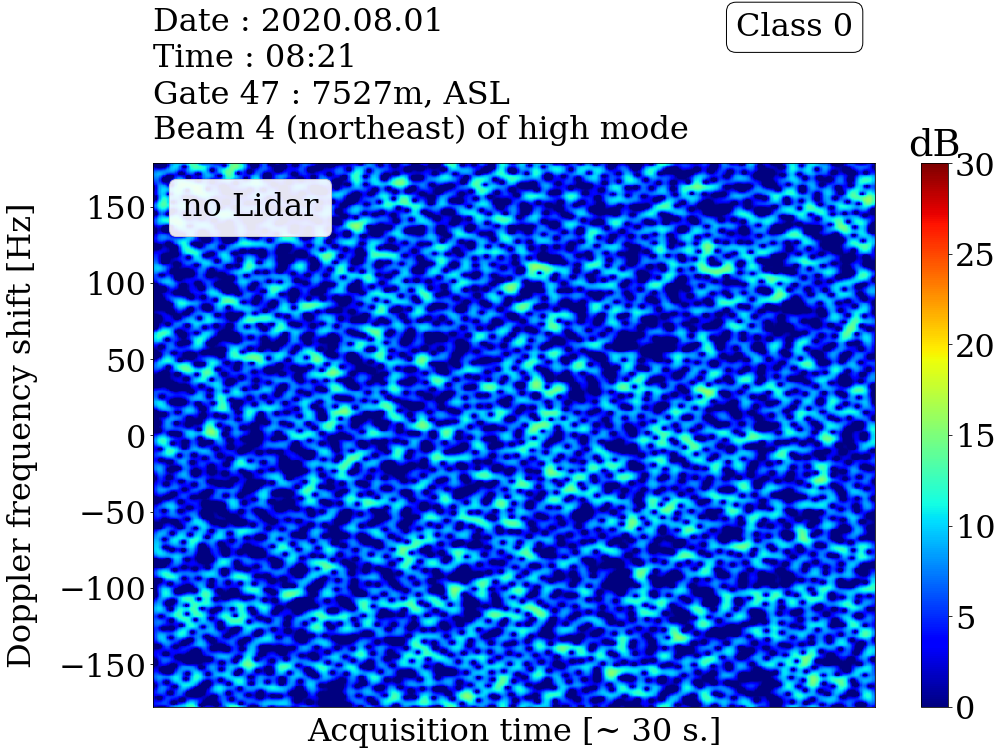 Date : 2020.08.01
Time : 08:21
Gate 47 : 7527m, ASL
Beam 4 (northeast) of high mode
Class 0
dB
no Lidar
Doppler frequency shift [Hz]
150
100
50
0
−50
−100
−150
Acquisition time [~ 30 s.]
30
25
20
15
10
5
0